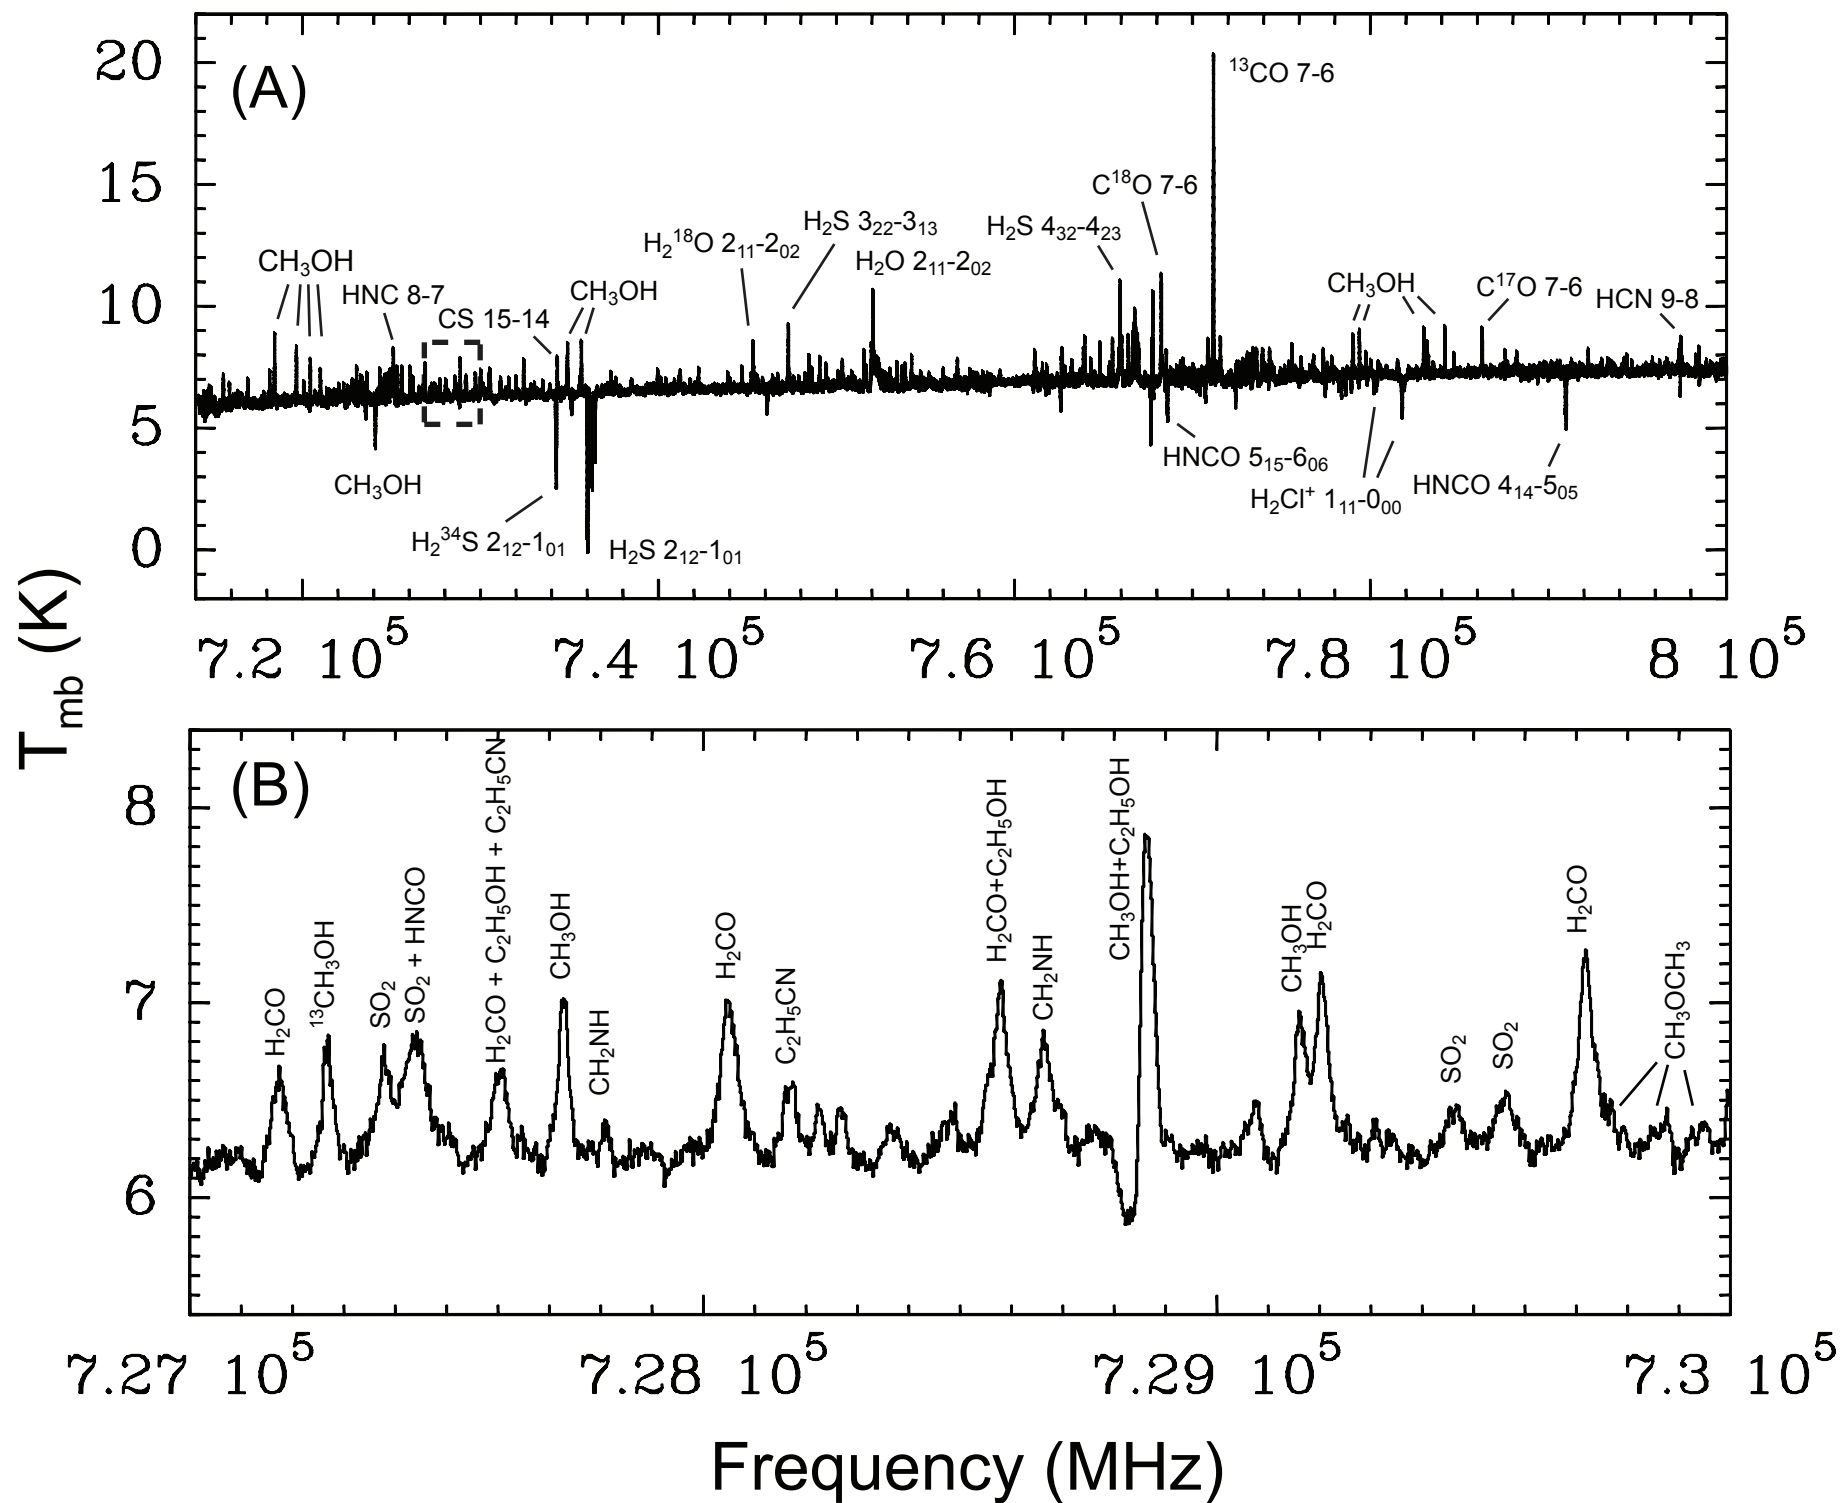 (A)
20
15
10
5
0
¹³CO 7-6
C¹⁸O 7-6
H₂S 3₂₂-3₁₃
H₂S 4₃₂-4₂₃
H₂¹⁸O 2₁₁-2₀₂
H₂O 2₁₁-2₀₂
CH₃OH
HNC 8-7
CS 15-14
CH₃OH
CH₃OH
C¹⁷O 7-6
HCN 9-8
CH₃OH
H₂³⁴S 2₁₂-1₀₁
H₂S 2₁₂-1₀₁
HNCO 5₁₅-6₀₆
H₂Cl⁺ 1₁₁-0₀₀
HNCO 4₁₄-5₀₅
7.2 10⁵
7.4 10⁵
7.6 10⁵
7.8 10⁵
8 10⁵
T_mb (K)
(B)
8
7
6
H₂CO
¹³CH₃OH
SO₂
SO₂ + HNCO
H₂CO + C₂H₅OH + C₂H₅CN
CH₃OH
CH₂NH
H₂CO
C₂H₅CN
H₂CO+C₂H₅OH
CH₂NH
CH₃OH+C₂H₅OH
CH₃OH
H₂CO
SO₂
SO₂
H₂CO
CH₃OCH₃
7.27 10⁵
7.28 10⁵
7.29 10⁵
7.3 10⁵
Frequency (MHz)